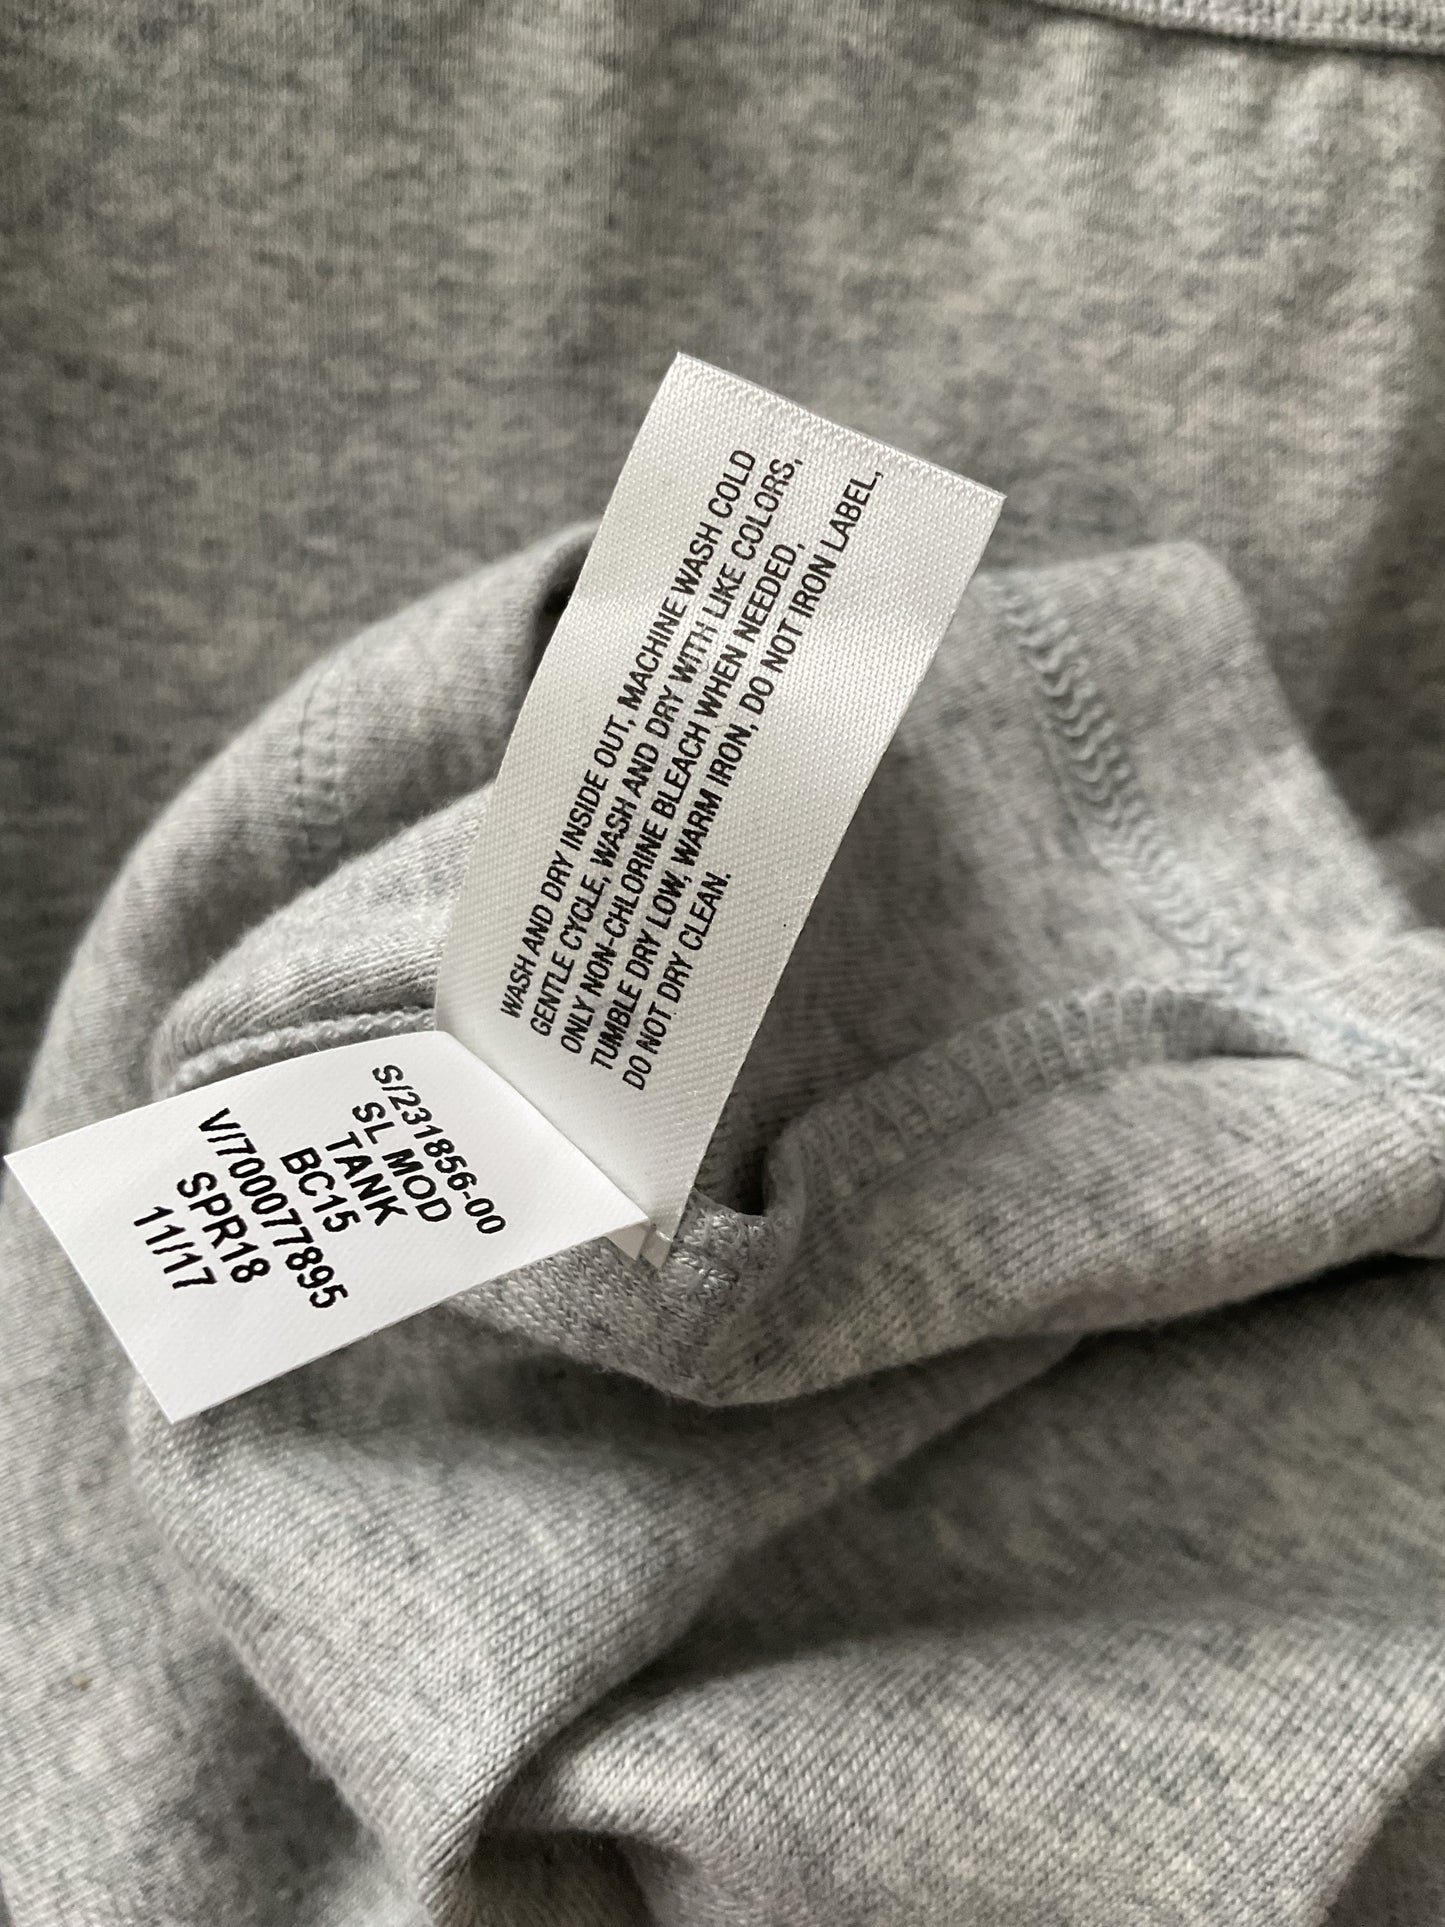 WASH AND DRY INSIDE OUT, MACHINE WASH COLD
GENTLE CYCLE, WASH AND DRY WITH LIKE COLORS,
ONLY NON-CHLORINE BLEACH WHEN NEEDED,
TUMBLE DRY LOW, WARM IRON, DO NOT IRON LABEL,
DO NOT DRY CLEAN.
S/231856-00
SL MOD
TANK
BC15
V/700077895
SPR18
11/17